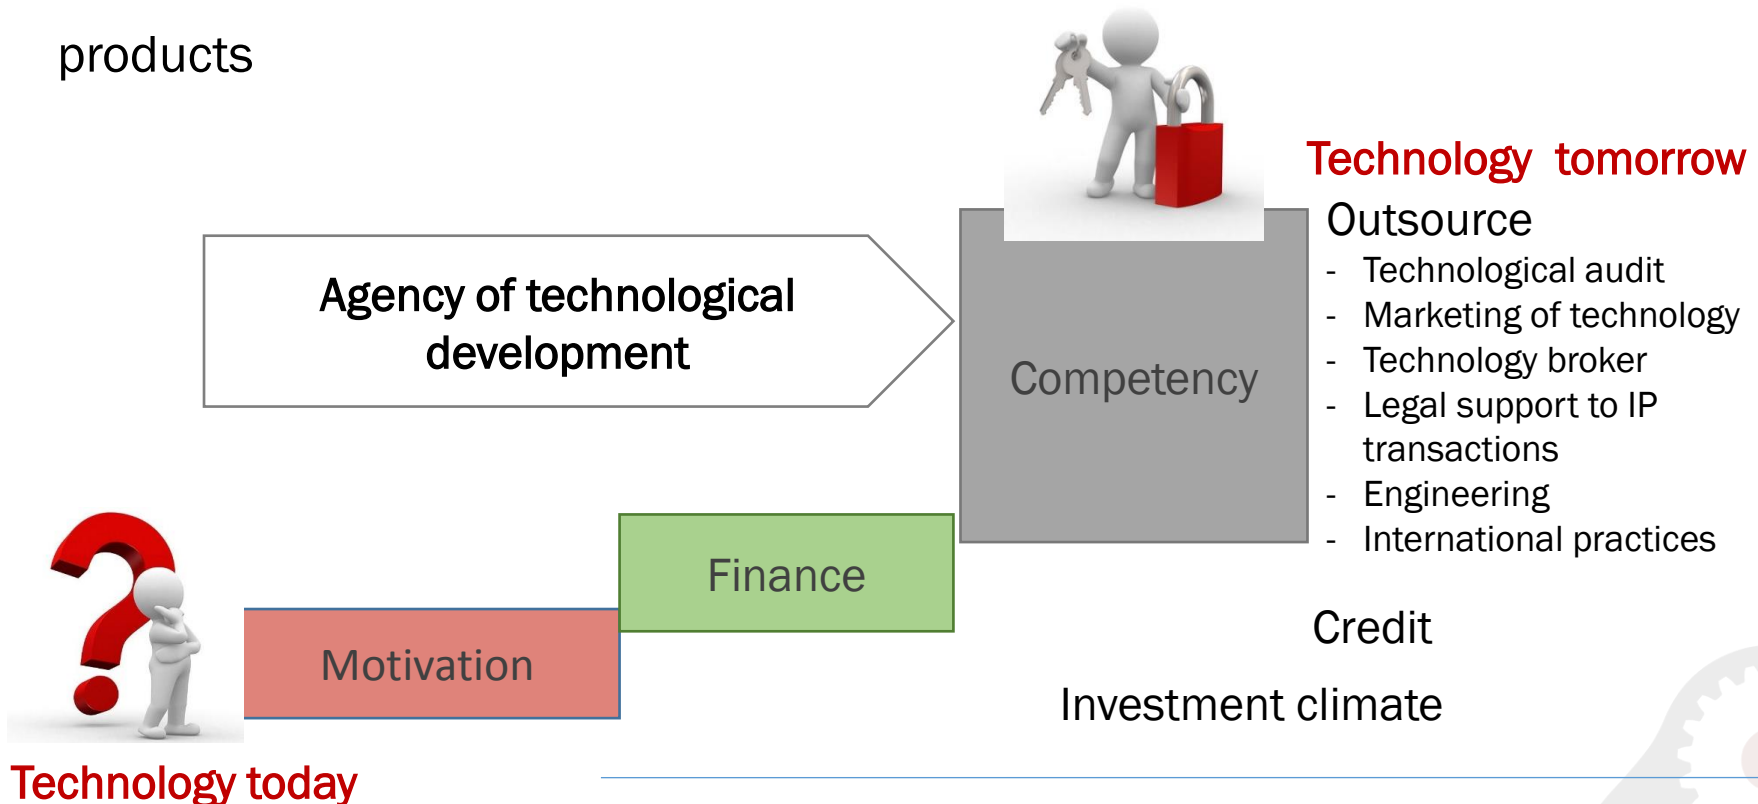 products
Technology tomorrow
Outsource
- Technological audit
- Marketing of technology
- Technology broker
- Legal support to IP
transactions
- Engineering
- International practices
Agency of technological
development
Competency
Finance
Motivation
Credit
Investment climate
Technology today